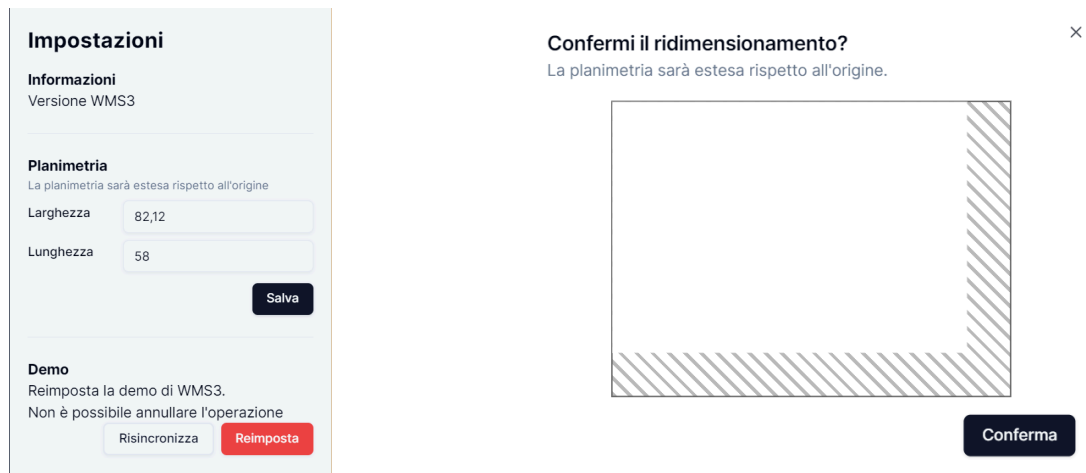 Impostazioni
Informazioni
Versione WMS3
Planimetria
La planimetria sarà estesa rispetto all'origine
Larghezza
82,12
Lunghezza
58
Salva
Demo
Reimposta la demo di WMS3.
Non è possibile annullare l'operazione
Risincronizza
Reimposta
Confermi il ridimensionamento?
La planimetria sarà estesa rispetto all'origine.
Conferma